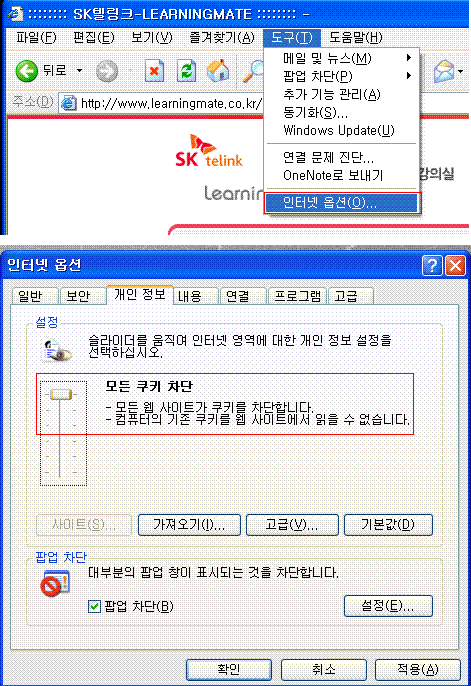 :::::::: SK텔링크-LEARNINGMATE :::::::: -
파일(F) 편집(E) 보기(V) 즐겨찾기(A) 도구(T) 도움말(H)
뒤로
메일 및 뉴스(M)
팝업 차단(P)
추가 기능 관리(A)
동기화(S)...
Windows Update(U)
연결 문제 진단...
OneNote로 보내기
인터넷 옵션(O)...
주소(D) http://www.learningmate.co.kr/
SK telink
Learnin
강의실
인터넷 옵션
일반 보안 개인 정보 내용 연결 프로그램 고급
설정
슬라이더를 움직여 인터넷 영역에 대한 개인 정보 설정을
선택하십시오.
모든 쿠키 차단
- 모든 웹 사이트가 쿠키를 차단합니다.
- 컴퓨터의 기존 쿠키를 웹 사이트에서 읽을 수 없습니다.
사이트(S)... 가져오기(I)... 고급(V)... 기본값(D)
팝업 차단
대부분의 팝업 창이 표시되는 것을 차단합니다.
팝업 차단(B) 설정(E)...
확인 취소 적용(A)